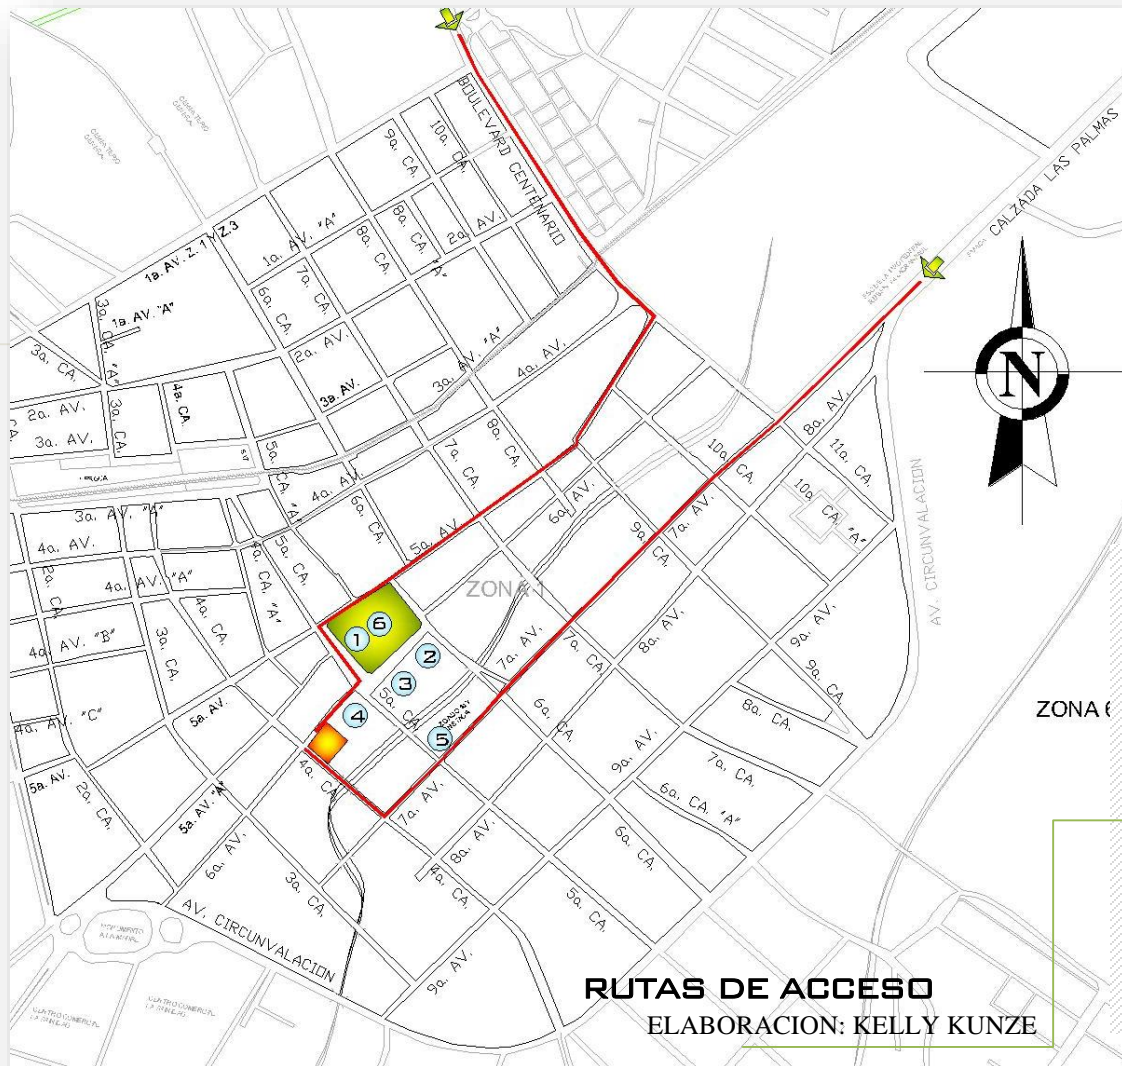 BOULEVARD CENTENARIO
CALZADA LAS PALMAS
10a. CA.
9a. CA.
8a. CA.
2a. AV.
"A"
1a. AV. "A"
8a. CA.
1a. AV. Z.1 Y Z.3
7a. CA.
6a. CA.
3a. CA. "A"
1a. AV. "A"
2a. AV.
3a. AV. "A"
4a. AV.
3a. CA.
3a. AV.
4a. CA.
2a. AV.
3a. CA.
3a. AV.
8a. AV.
N
5a. CA. "A"
8a. CA.
7a. CA.
10a. CA.
11a. CA.
4a. AV.
6a. CA.
10a. CA. "A"
AV. CIRCUNVALACION
3a. AV. "A"
6a. AV.
7a. AV.
9a. CA.
5a. AV.
4a. AV.
5a. CA.
4a. CA. "A"
2a. CA.
4a. AV. "A"
4a. CA.
ZONA 1
1
6
2
3
4
5
4a. AV. "B"
3a. CA.
7a. AV.
7a. CA.
8a. AV.
9a. AV.
9a. CA.
5a. CA.
6a. CA.
8a. CA.
ZONA 6
4a. AV. "C"
5a. AV.
9a. AV.
7a. CA.
6a. CA. "A"
5a. AV.
2a. CA.
4a. CA.
5a. AV. "A"
7a. AV.
8a. AV.
6a. CA.
6a. AV.
3a. CA.
4a. CA.
5a. CA.
AV. CIRCUNVALACION
9a. AV.
RUTAS DE ACCESO
ELABORACION: KELLY KUNZE